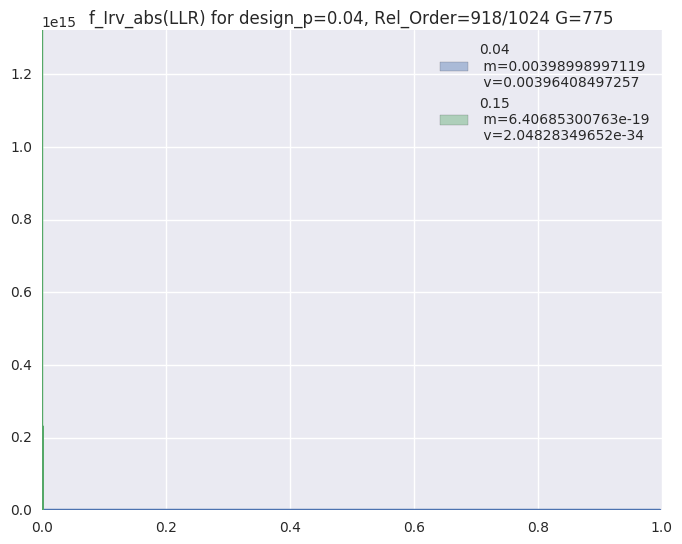 f_Irv_abs(LLR) for design_p=0.04, Rel_Order=918/1024 G=775
1e15
0.04
m=0.00398998997119
v=0.00396408497257
0.15
m=6.40685300763e-19
v=2.04828349652e-34
1.2
1.0
0.8
0.6
0.4
0.2
0.0
0.0 0.2 0.4 0.6 0.8 1.0